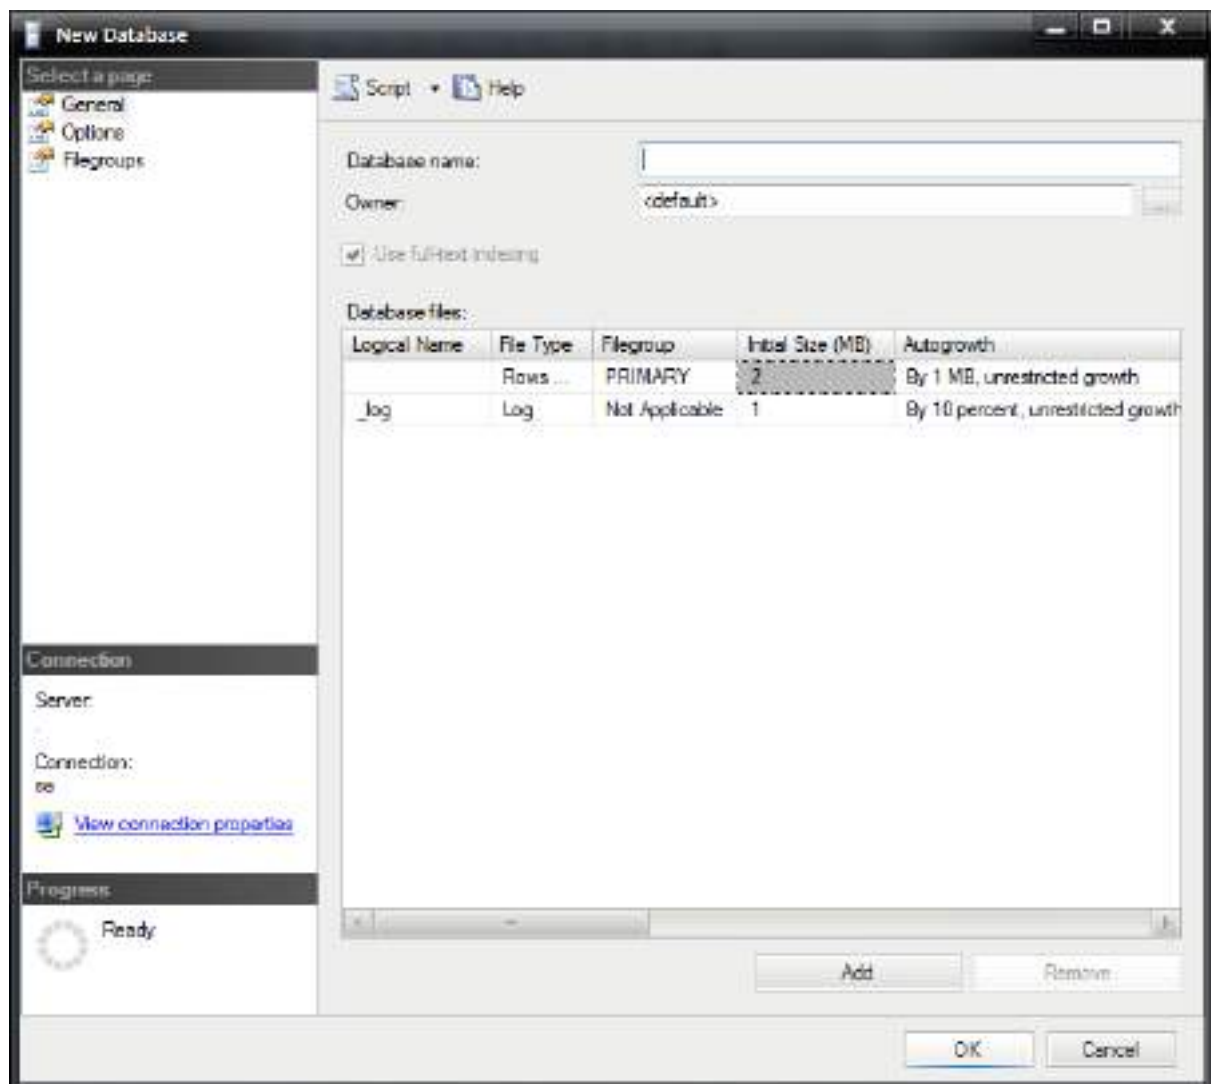 New Database
Select a page
General
Options
Filegroups
Script Help
Database name:
Owner: <default>
...
Use full-text indexing
Database files:
Logical Name File Type Filegroup Initial Size (MB) Autogrowth
Rows ... PRIMARY 2 By 1 MB, unrestricted growth
_log Log Not Applicable 1 By 10 percent, unrestricted growth
Connection
Server:
.
Connection:
sa
View connection properties
Progress
Ready
Add Remove
OK Cancel